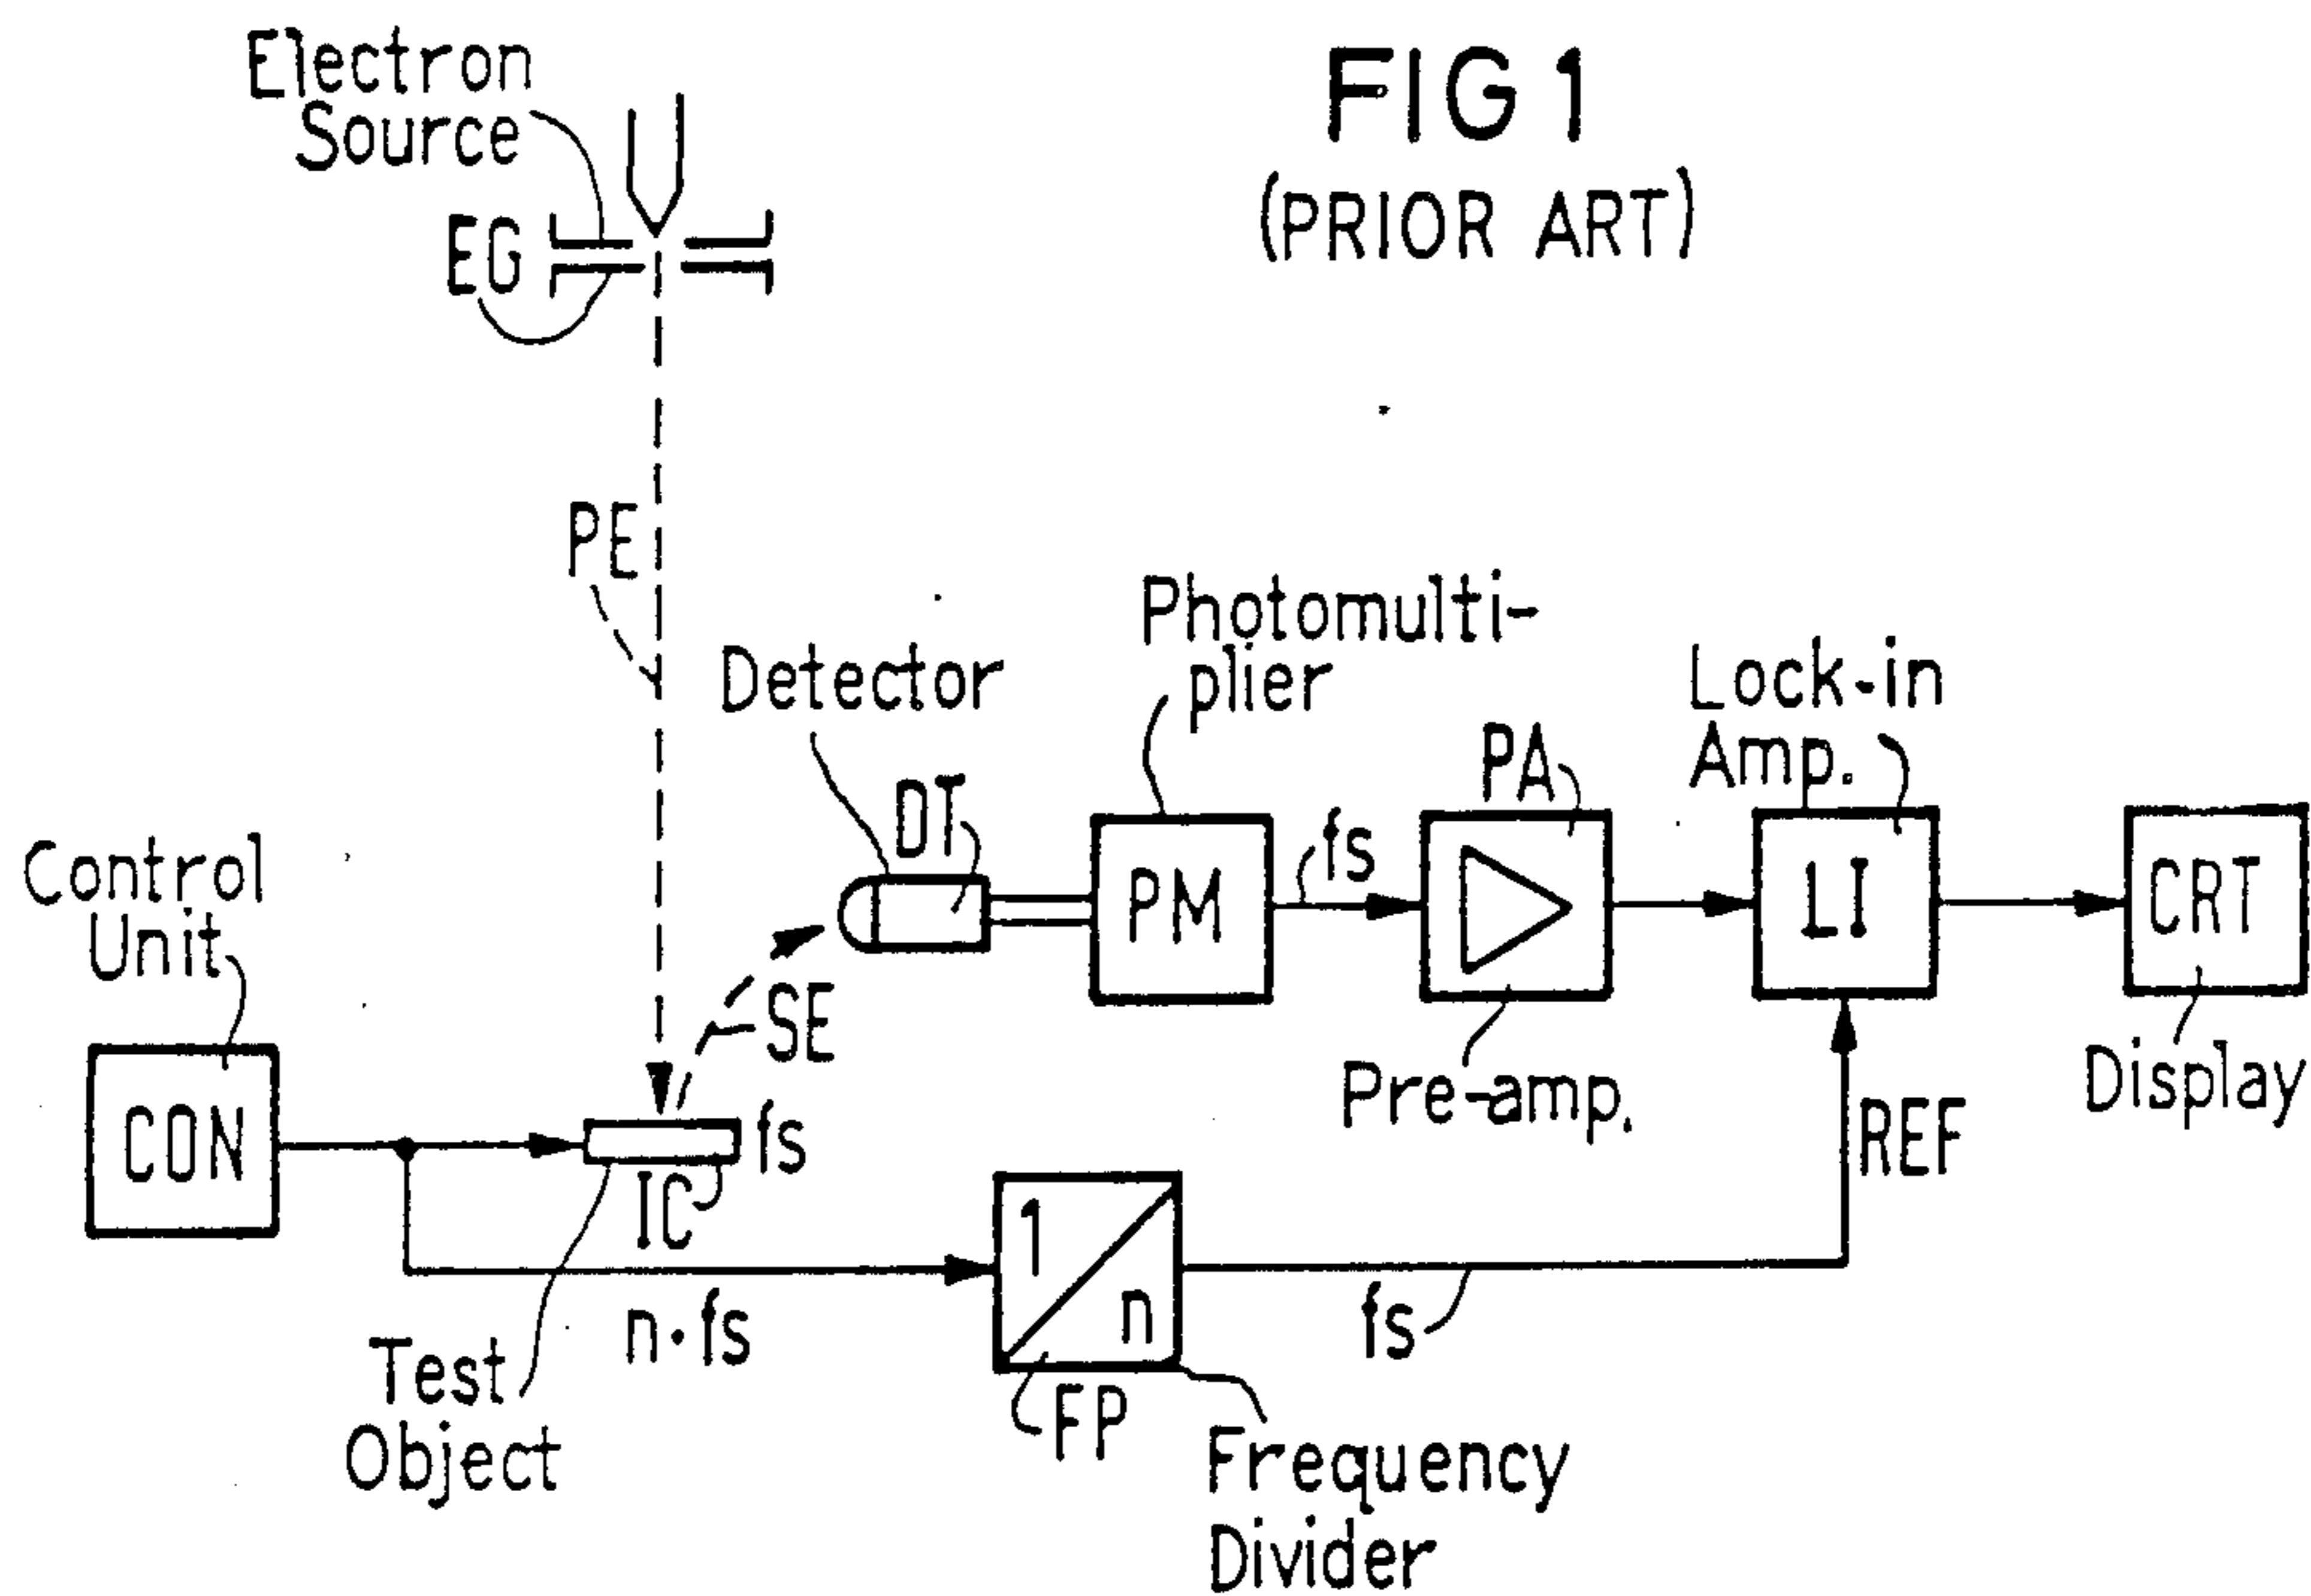 FIG 1
(PRIOR ART)
Electron
Source
EG
PE
Detector
DT
Photomulti-
plier
PM
fs
PA
Pre-amp.
Lock-in
Amp.
LI
CRT
Display
REF
Control
Unit
CON
SE
fs
IC
Test
Object
n·fs
1
n
FP
Frequency
Divider
fs